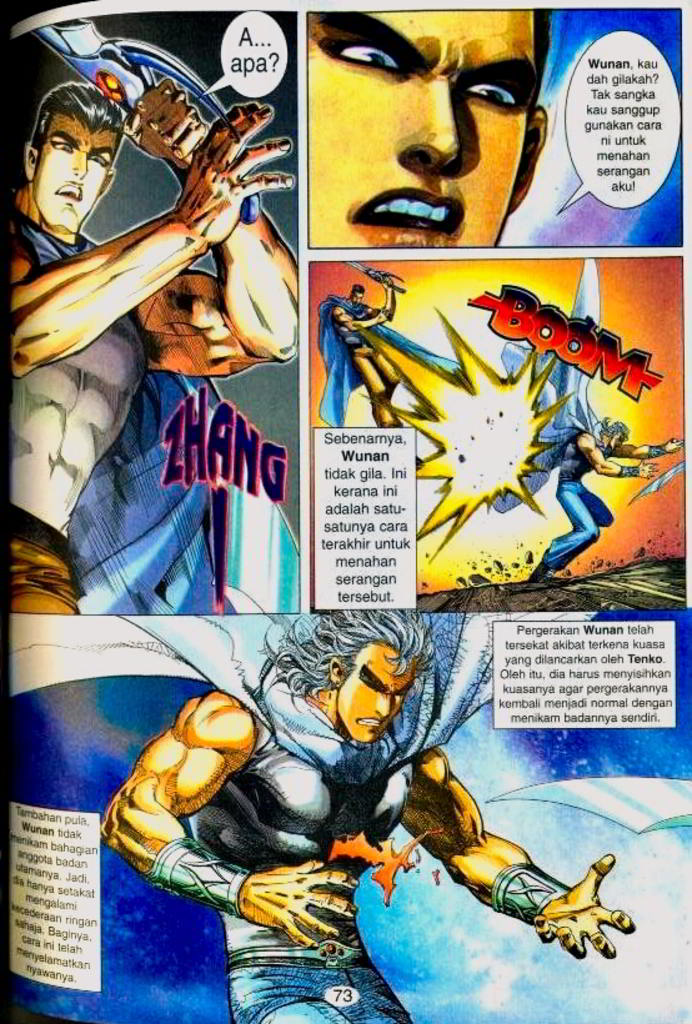 A...
apa?
ZHANG
Wunan, kau
dah gilakah?
Tak sangka
kau sanggup
gunakan cara
ni untuk
menahan
serangan
aku!
BOOM
Sebenarnya,
Wunan
tidak gila. Ini
kerana ini
adalah satu-
satunya cara
terakhir untuk
menahan
serangan
tersebut.
Pergerakan Wunan telah
tersekat akibat terkena kuasa
yang dilancarkan oleh Tenko.
Oleh itu, dia harus menyisihkan
kuasanya agar pergerakannya
kembali menjadi normal dengan
menikam badannya sendiri.
Tambahan pula,
Wunan tidak
menikam bahagian
anggota badan
utamanya. Jadi,
dia hanya setakat
mengalami
kecederaan ringan
sahaja. Baginya,
cara ini telah
menyelamatkan
nyawanya.
73